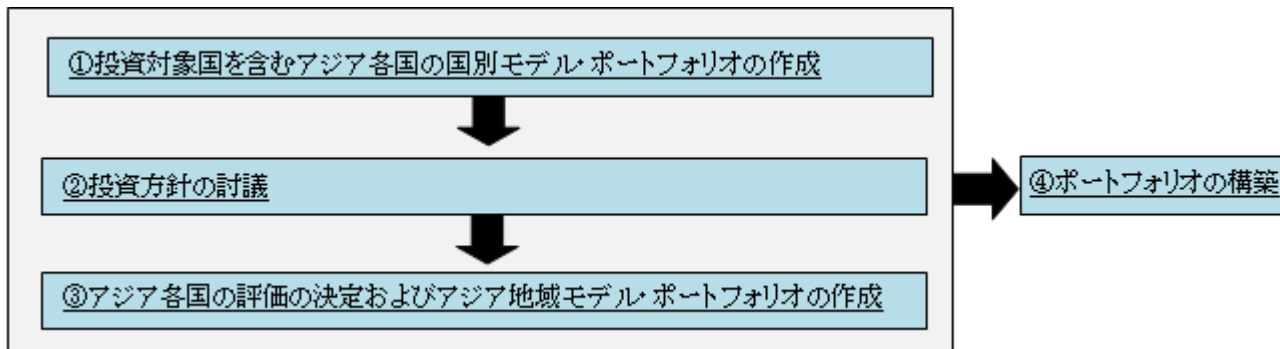 ①投資対象国を含むアジア各国の国別モデル・ポートフォリオの作成
②投資方針の討議
③アジア各国の評価の決定およびアジア地域モデル・ポートフォリオの作成
④ポートフォリオの構築